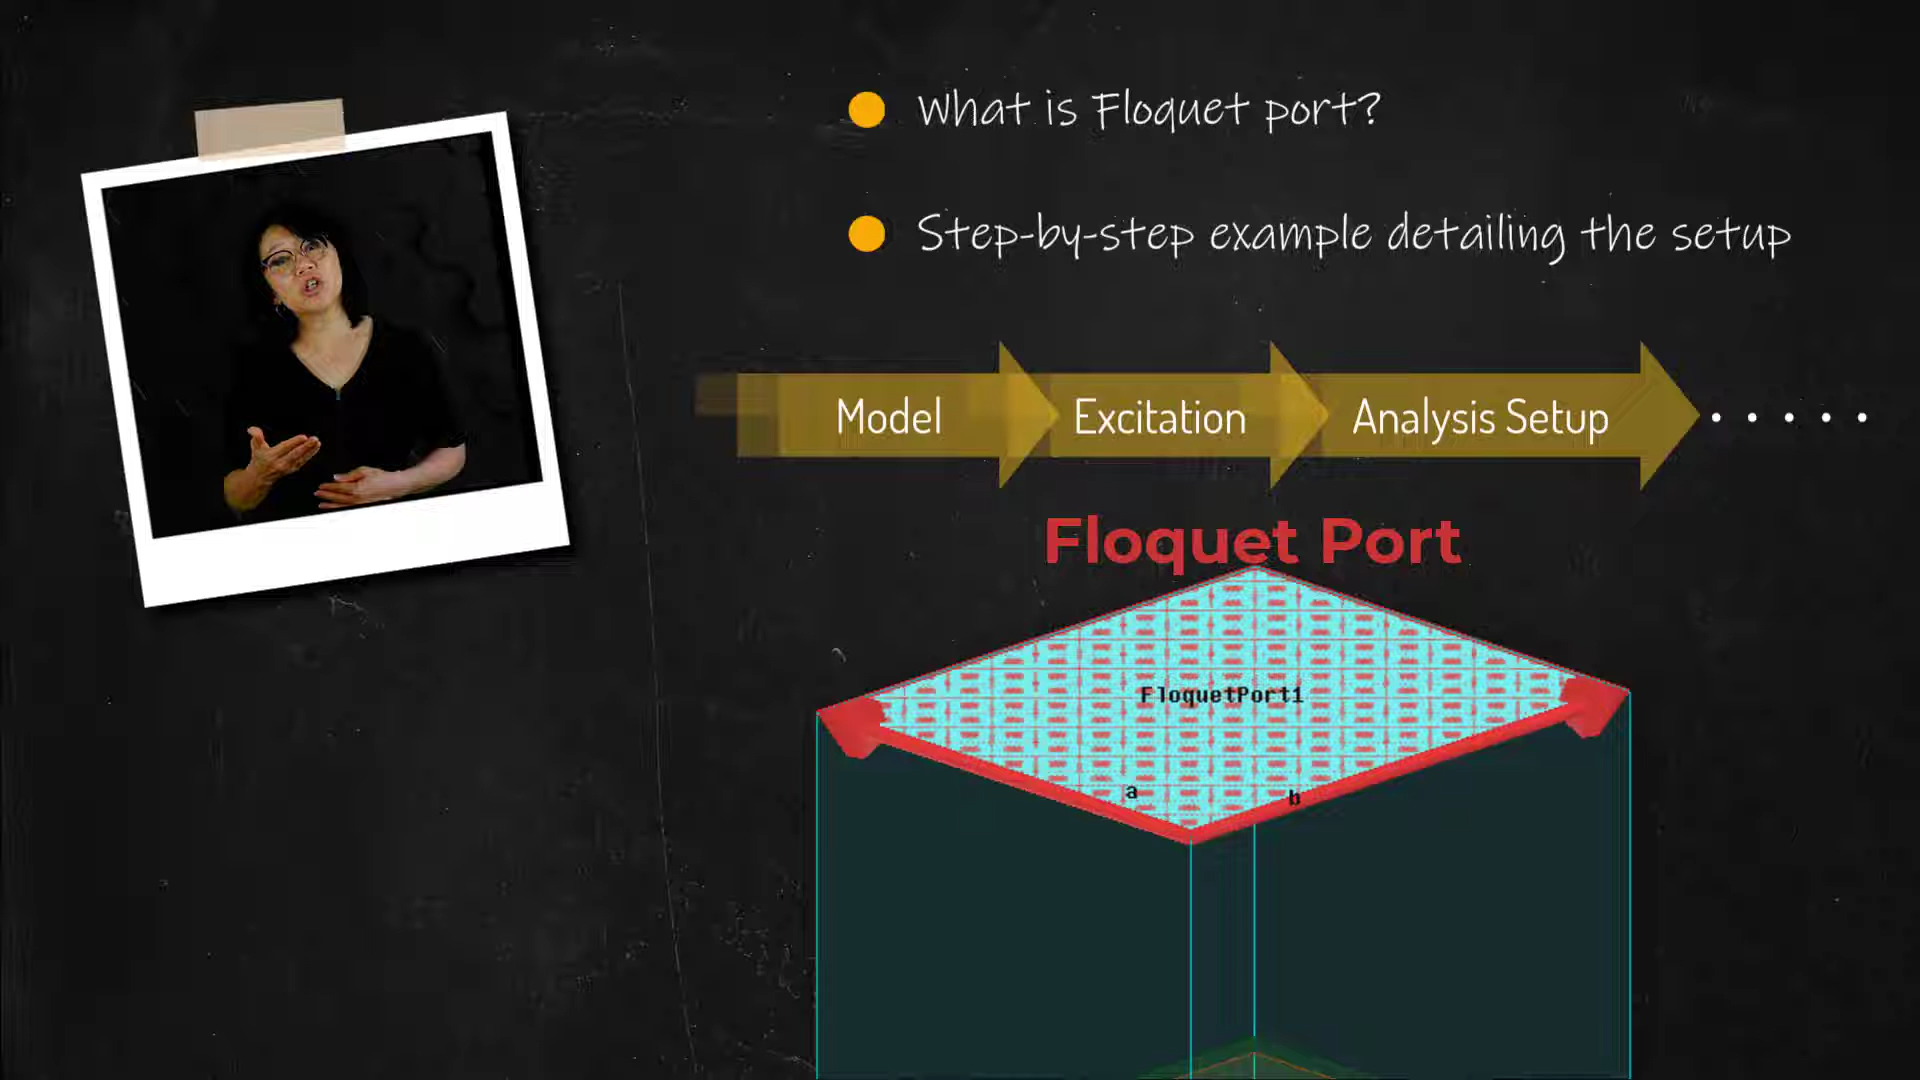 What is Floquet port?
Step-by-step example detailing the setup
Model
Excitation
Analysis Setup
Floquet Port
FloquetPort1
a
b